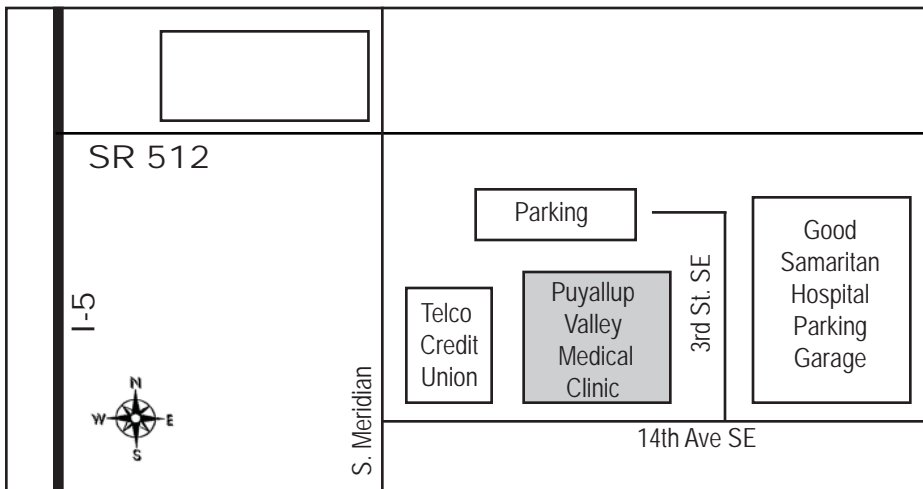 SR 512
Parking
Good
Samaritan
Hospital
Parking
Garage
3rd St. SE
I-5
Telco
Credit
Union
Puyallup
Valley
Medical
Clinic
N
W
E
S
S. Meridian
14th Ave SE